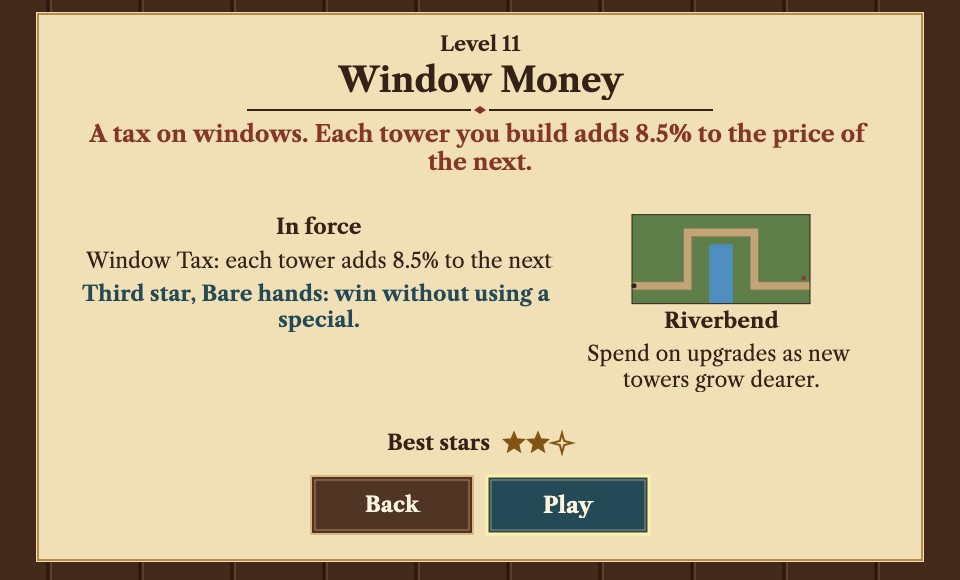 Level 11
Window Money
A tax on windows. Each tower you build adds 8.5% to the price of
the next.
In force
Window Tax: each tower adds 8.5% to the next
Third star, Bare hands: win without using a
special.
Riverbend
Spend on upgrades as new
towers grow dearer.
Best stars
Back
Play